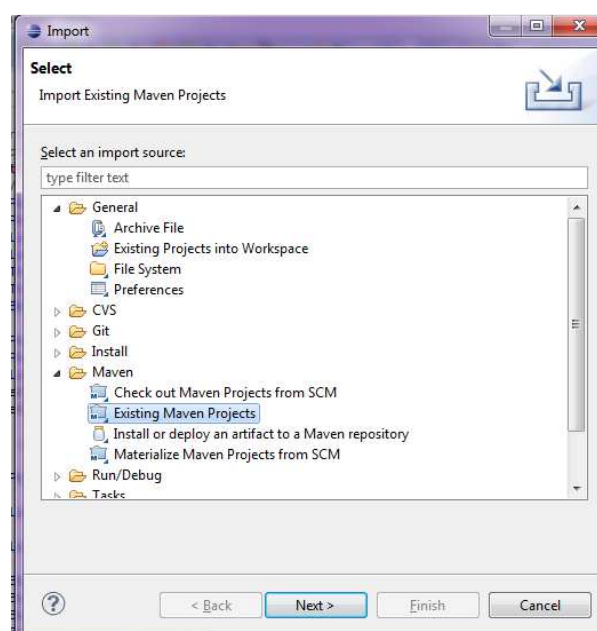 Import
Select
Import Existing Maven Projects
Select an import source:
type filter text
General
Archive File
Existing Projects into Workspace
File System
Preferences
CVS
Git
Install
Maven
Check out Maven Projects from SCM
Existing Maven Projects
Install or deploy an artifact to a Maven repository
Materialize Maven Projects from SCM
Run/Debug
Tasks
< Back Next > Finish Cancel